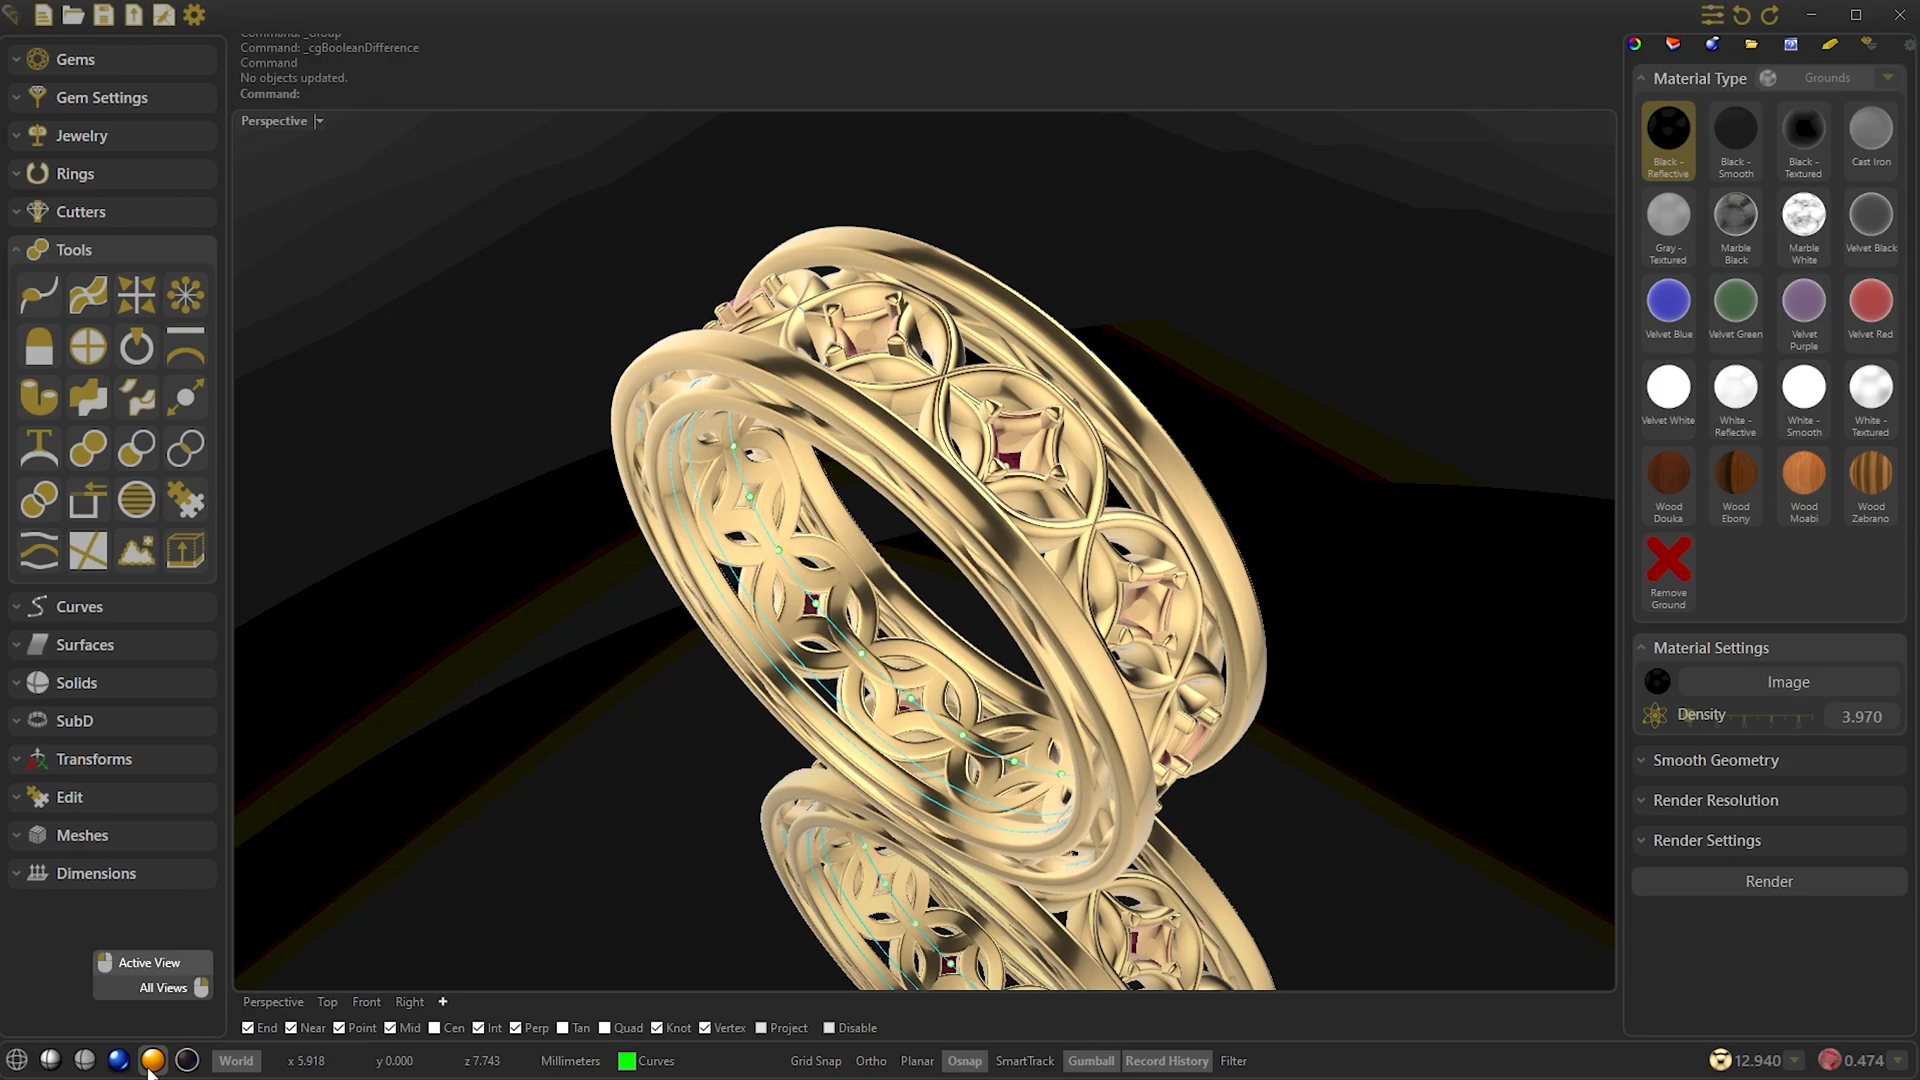 Command: _Group
Command: _cgBooleanDifference
Command
No objects updated.
Command:
Gems
Gem Settings
Jewelry
Rings
Cutters
Tools
Curves
Surfaces
Solids
SubD
Transforms
Edit
Meshes
Dimensions
Active View
All Views
Perspective
Perspective Top Front Right +
End Near Point Mid Cen Int Perp Tan Quad Knot Vertex Project Disable
World x 5.918 y 0.000 z 7.743 Millimeters Curves Grid Snap Ortho Planar Osnap SmartTrack Gumball Record History Filter
12.940 0.474
Material Type Grounds
Black - Reflective
Black - Smooth
Black - Textured
Cast Iron
Gray - Textured
Marble Black
Marble White
Velvet Black
Velvet Blue
Velvet Green
Velvet Purple
Velvet Red
Velvet White
White - Reflective
White - Smooth
White - Textured
Wood Douka
Wood Ebony
Wood Moabi
Wood Zebrano
Remove Ground
Material Settings
Image
Density 3.970
Smooth Geometry
Render Resolution
Render Settings
Render